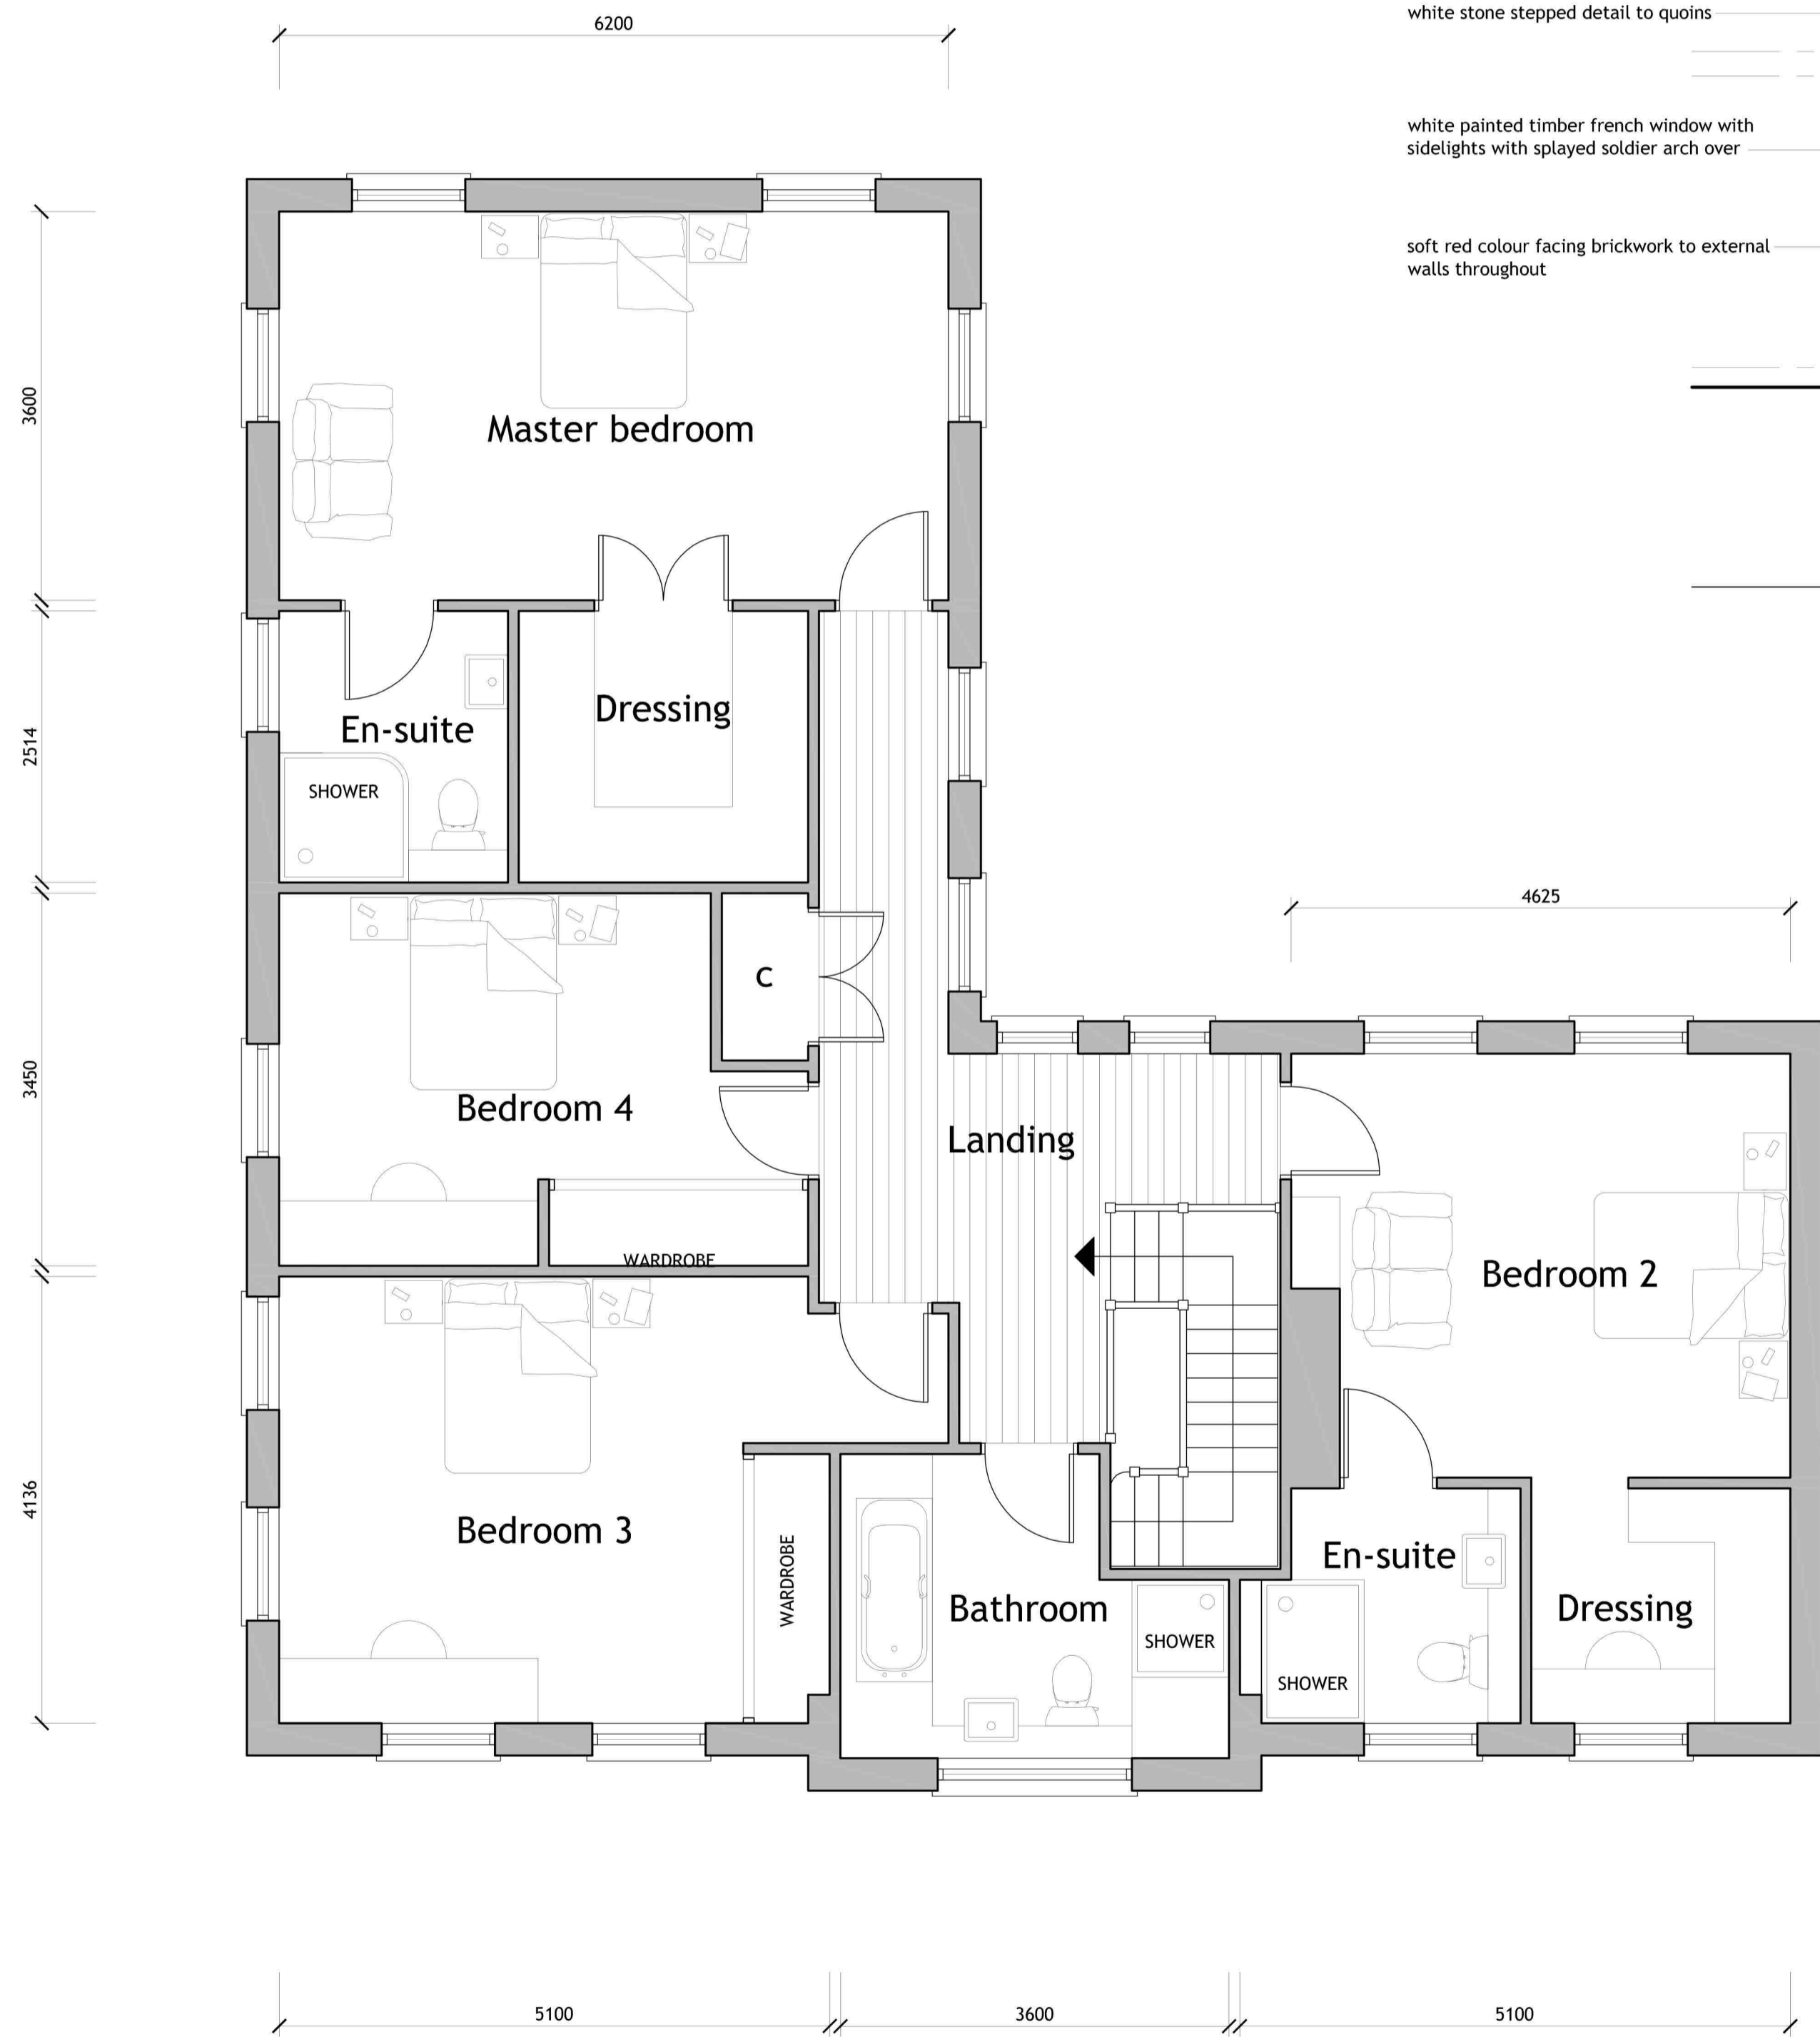 6200
white stone stepped detail to quoins
white painted timber french window with
sidelights with splayed soldier arch over
soft red colour facing brickwork to external
walls throughout
3600
Master bedroom
2514
En-suite
Dressing
SHOWER
4625
3450
C
Bedroom 4
Landing
WARDROBE
Bedroom 2
4136
Bedroom 3
WARDROBE
Bathroom
SHOWER
En-suite
SHOWER
Dressing
5100
3600
5100